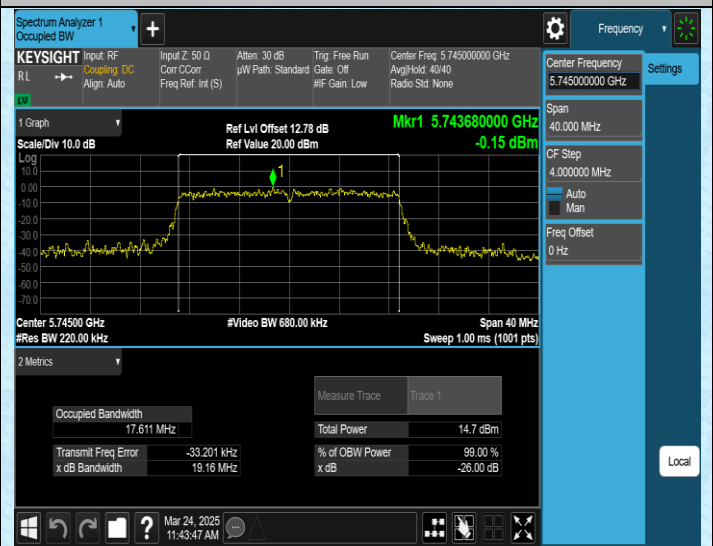 Spectrum Analyzer 1
Occupied BW
+
Frequency
KEYSIGHT
RL
LXI
Input: RF
Coupling: DC
Align: Auto
Input Z: 50 Ω
Corr CCorr
Freq Ref: Int (S)
Atten: 30 dB
µW Path: Standard
Trig: Free Run
Gate: Off
#IF Gain: Low
Center Freq: 5.745000000 GHz
Avg|Hold: 40/40
Radio Std: None
Center Frequency
5.745000000 GHz
Settings
Span
40.000 MHz
CF Step
4.000000 MHz
Auto
Man
Freq Offset
0 Hz
1 Graph
Scale/Div 10.0 dB
Ref Lvl Offset 12.78 dB
Ref Value 20.00 dBm
Mkr1 5.743680000 GHz
-0.15 dBm
Log
10.0
0.00
-10.0
-20.0
-30.0
-40.0
-50.0
-60.0
-70.0
1
Center 5.74500 GHz
#Video BW 680.00 kHz
Span 40 MHz
#Res BW 220.00 kHz
Sweep 1.00 ms (1001 pts)
2 Metrics
Measure Trace Trace 1
Occupied Bandwidth
17.611 MHz
Total Power 14.7 dBm
Transmit Freq Error -33.201 kHz
% of OBW Power 99.00 %
x dB Bandwidth 19.16 MHz
x dB -26.00 dB
Local
?
Mar 24, 2025
11:43:47 AM